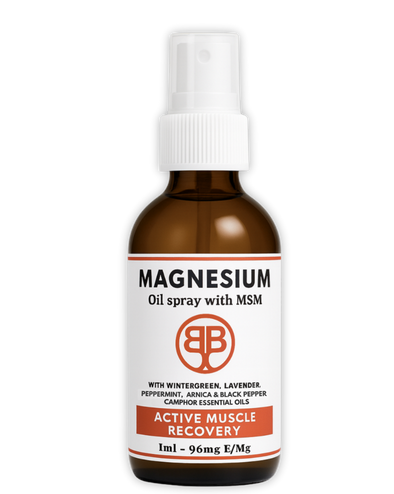 MAGNESIUM
Oil spray with MSM
BB
WITH WINTERGREEN, LAVENDER,
PEPPERMINT, ARNICA & BLACK PEPPER
CAMPHOR ESSENTIAL OILS
ACTIVE MUSCLE
RECOVERY
1ml - 96mg E/Mg